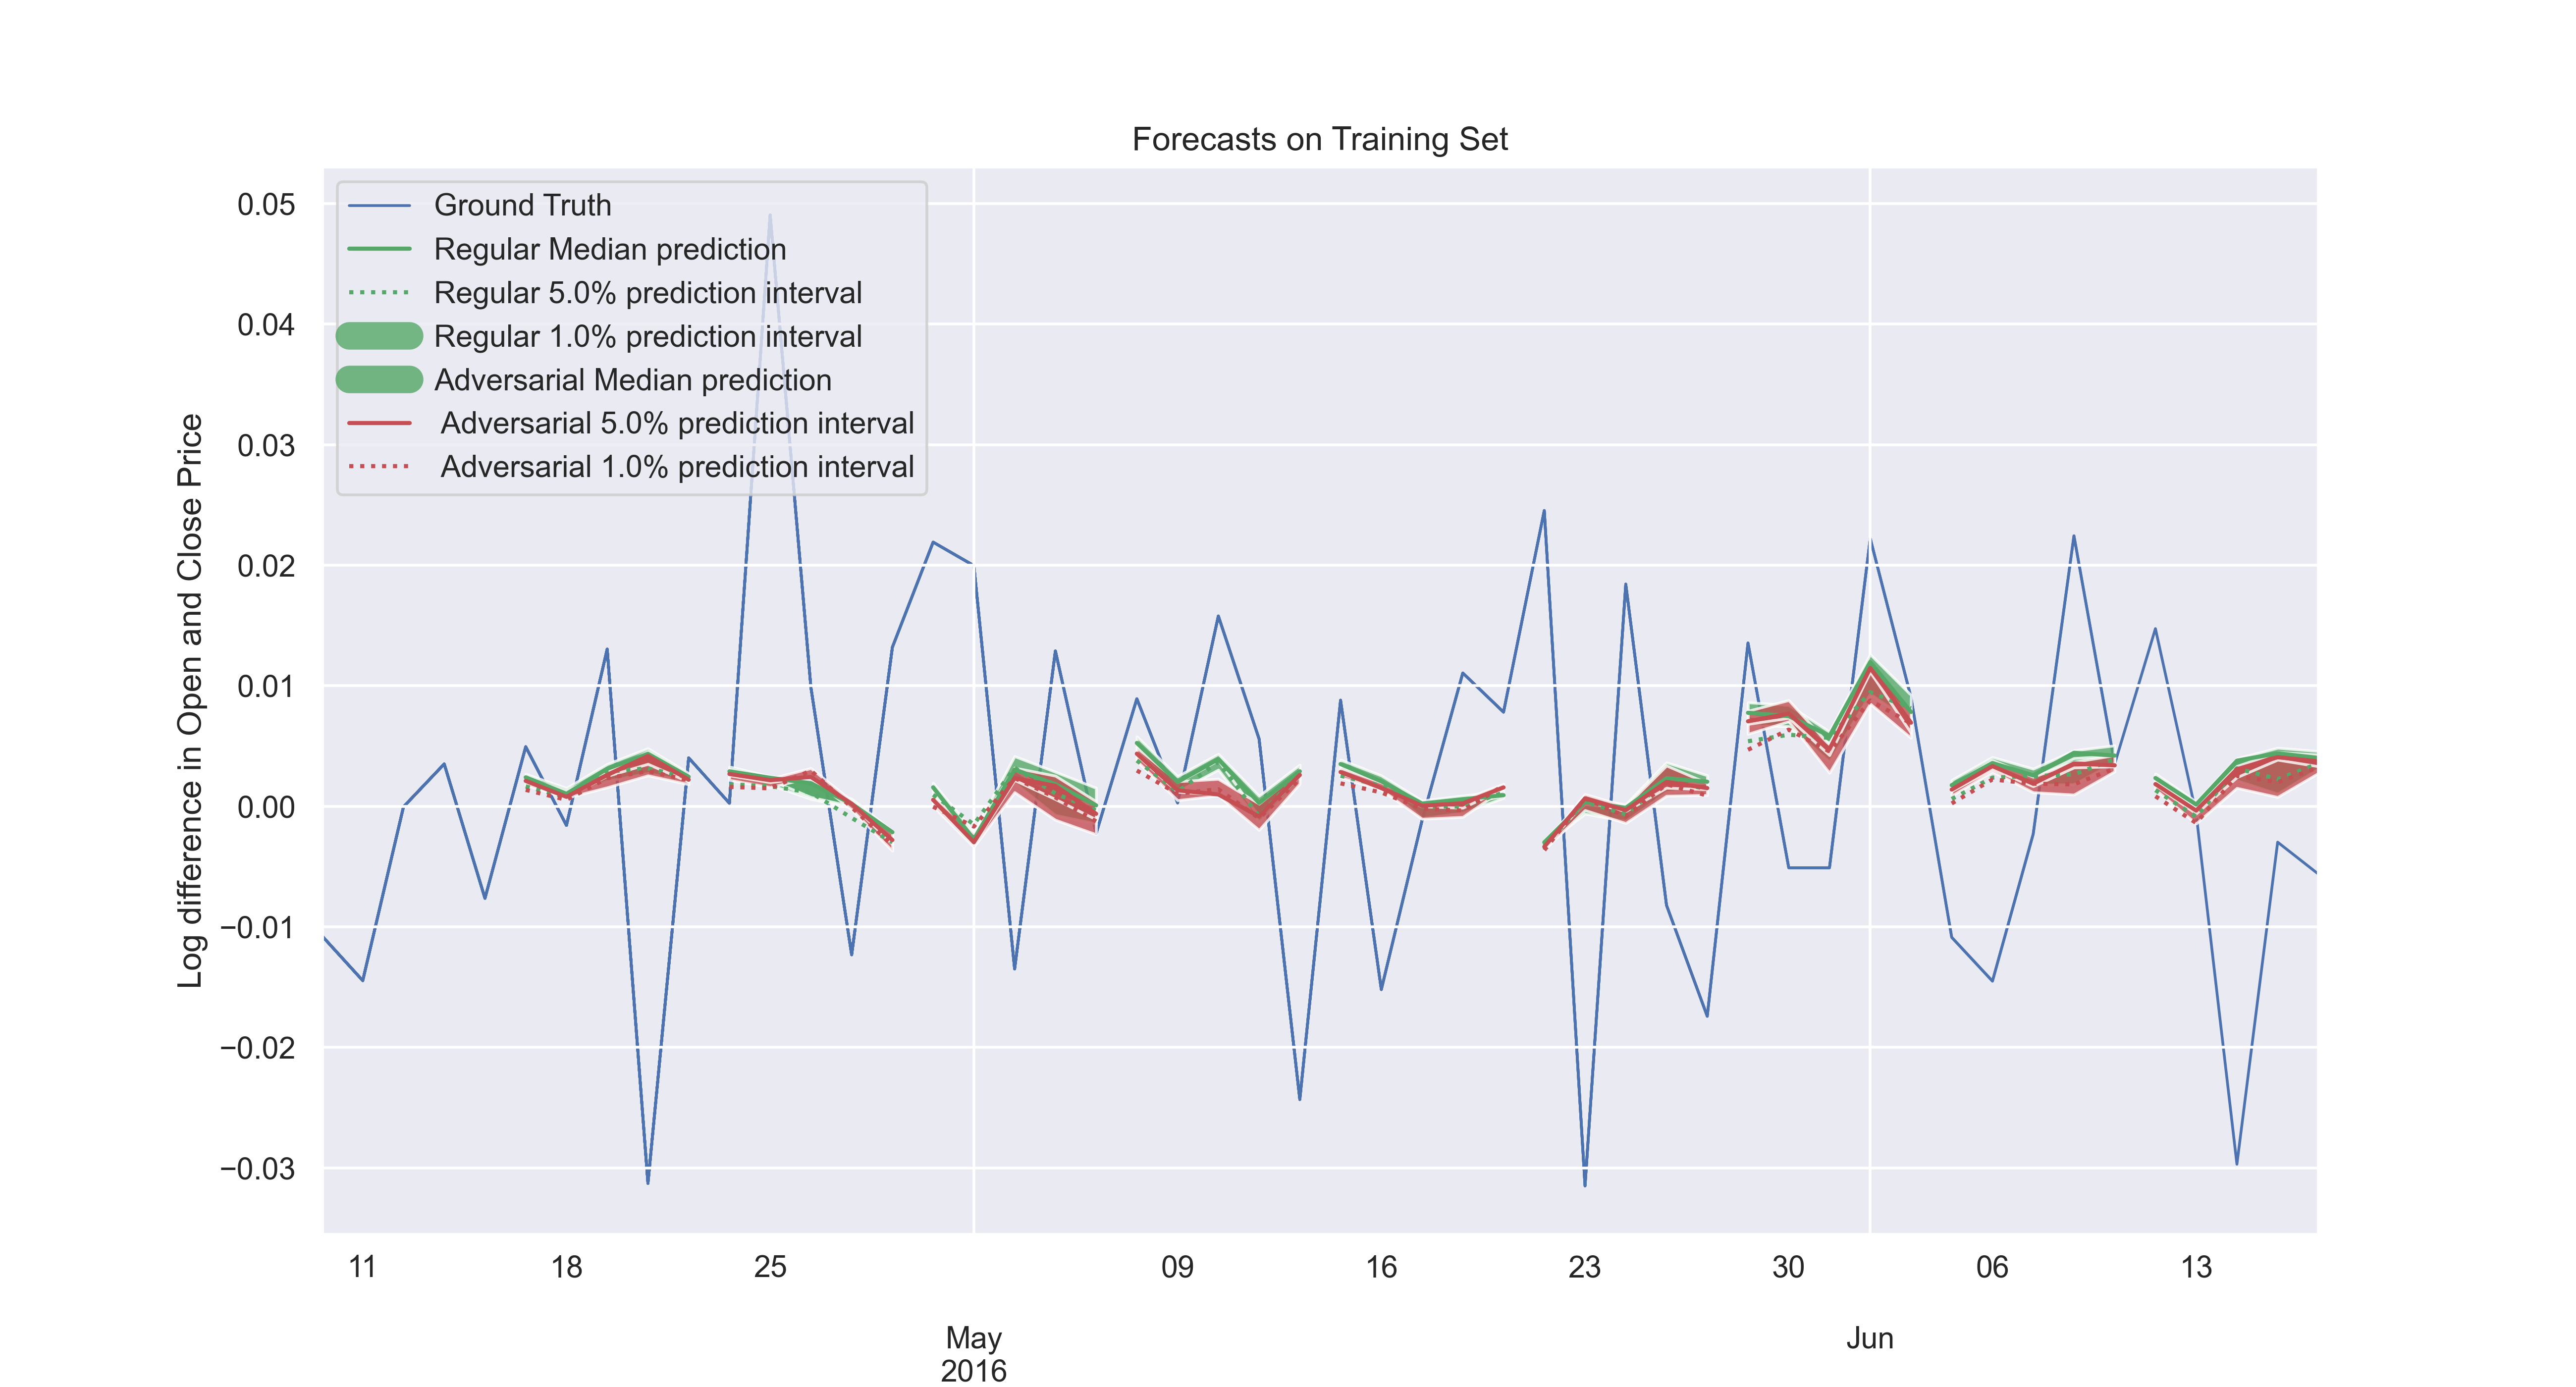 Forecasts on Training Set
Log difference in Open and Close Price
0.05
0.04
0.03
0.02
0.01
0.00
−0.01
−0.02
−0.03
Ground Truth
Regular Median prediction
Regular 5.0% prediction interval
Regular 1.0% prediction interval
Adversarial Median prediction
Adversarial 5.0% prediction interval
Adversarial 1.0% prediction interval
11 18 25 09 16 23 30 06 13
May Jun
2016